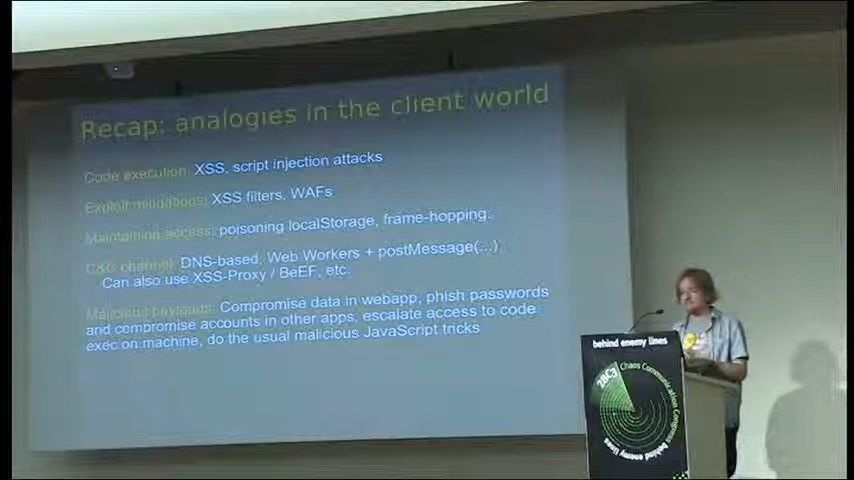 Recap: analogies in the client world
Code execution: XSS, script injection attacks
Exploit mitigations: XSS filters, WAFs
Maintaining access: poisoning localStorage, frame-hopping.
C&C channel: DNS-based, Web Workers + postMessage(...).
Can also use XSS-Proxy / BeEF, etc.
Malicious payloads: Compromise data in webapp, phish passwords
and compromise accounts in other apps, escalate access to code
exec on machine, do the usual malicious JavaScript tricks
behind enemy lines
28C3
Chaos Communication Congress
behind enemy lines